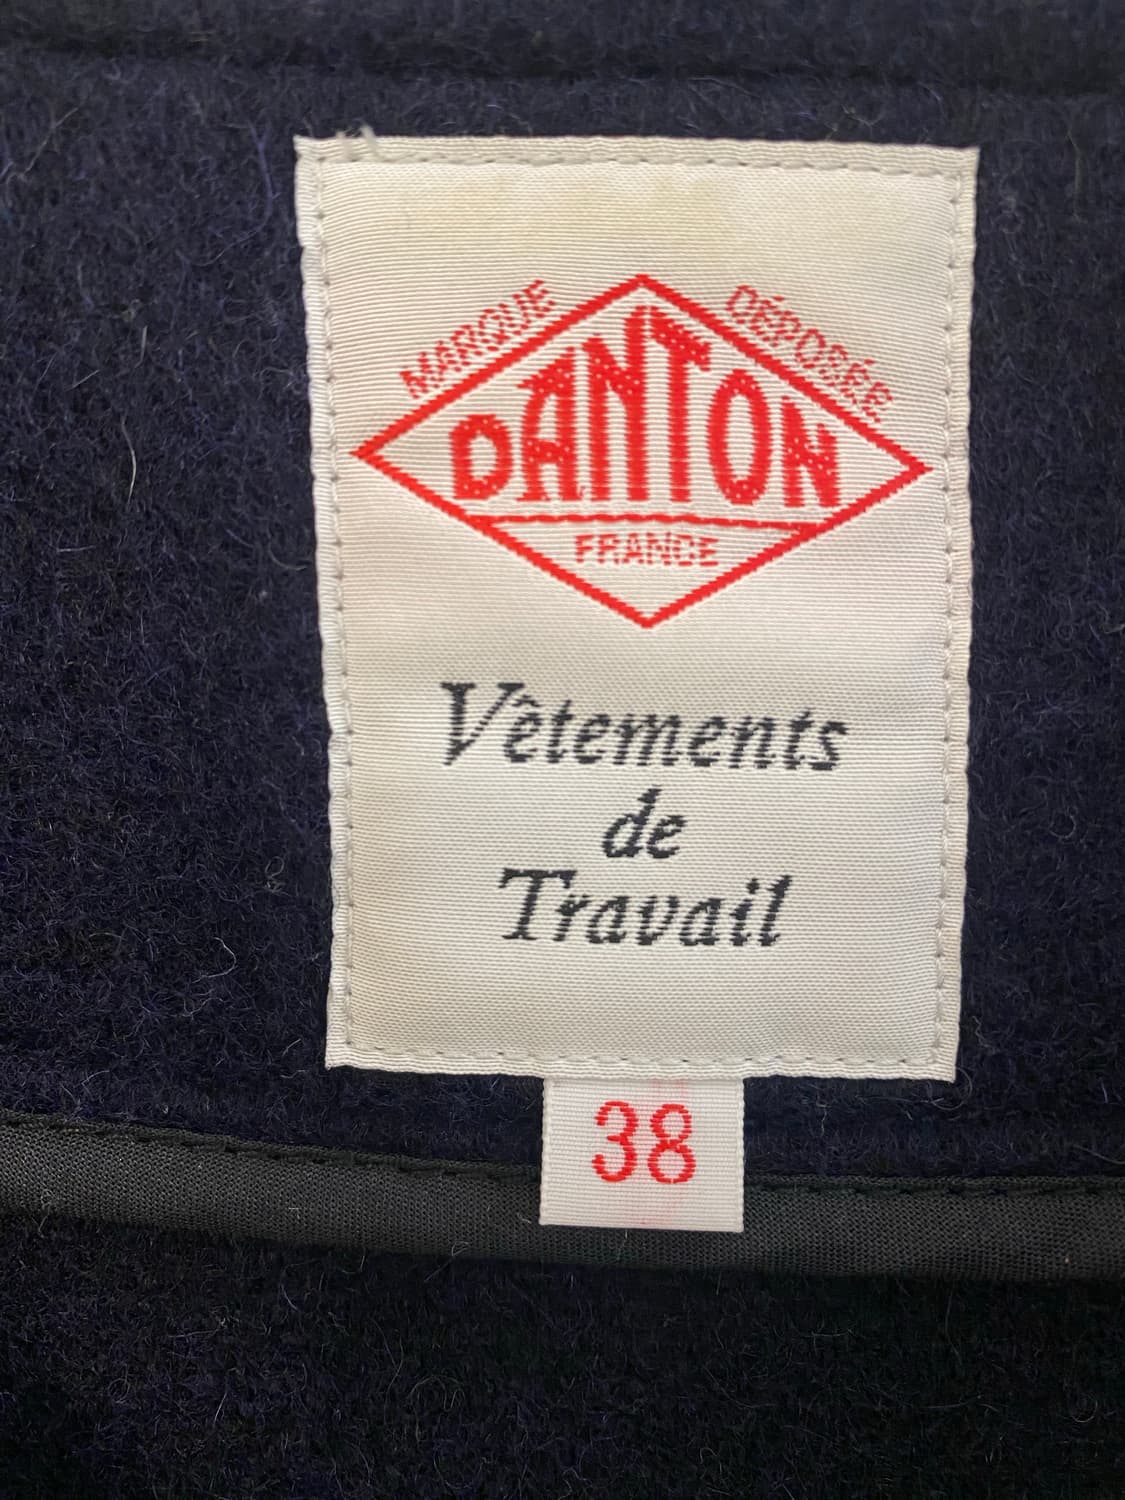 MARQUE DÉPOSÉE
DANTON
FRANCE
Vêtements
de
Travail
38